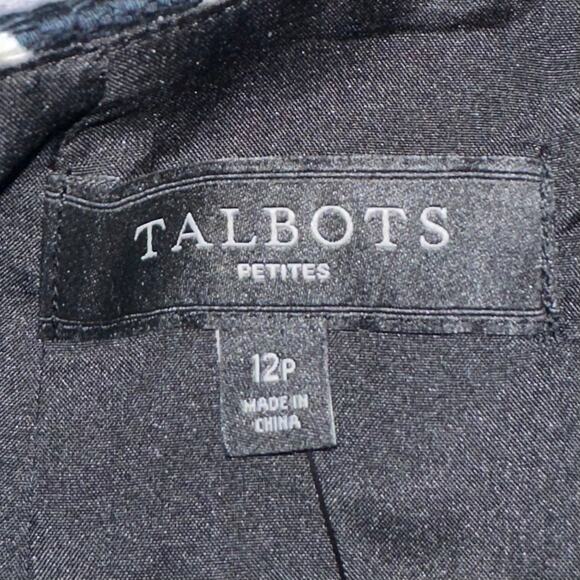 TALBOTS
PETITES
12P
MADE IN
CHINA